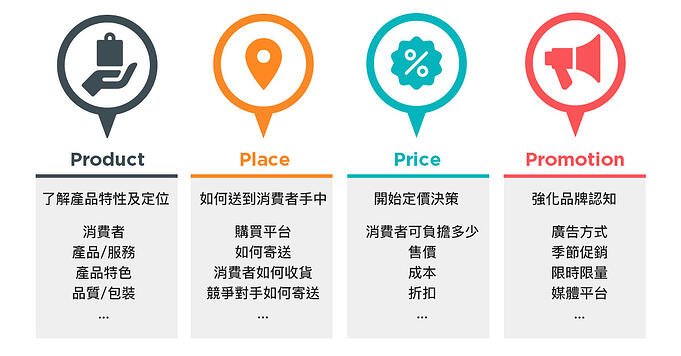 Product
了解產品特性及定位
消費者
產品/服務
產品特色
品質/包裝
...
Place
如何送到消費者手中
購買平台
如何寄送
消費者如何收貨
競爭對手如何寄送
...
Price
開始定價決策
消費者可負擔多少
售價
成本
折扣
...
Promotion
強化品牌認知
廣告方式
季節促銷
限時限量
媒體平台
...